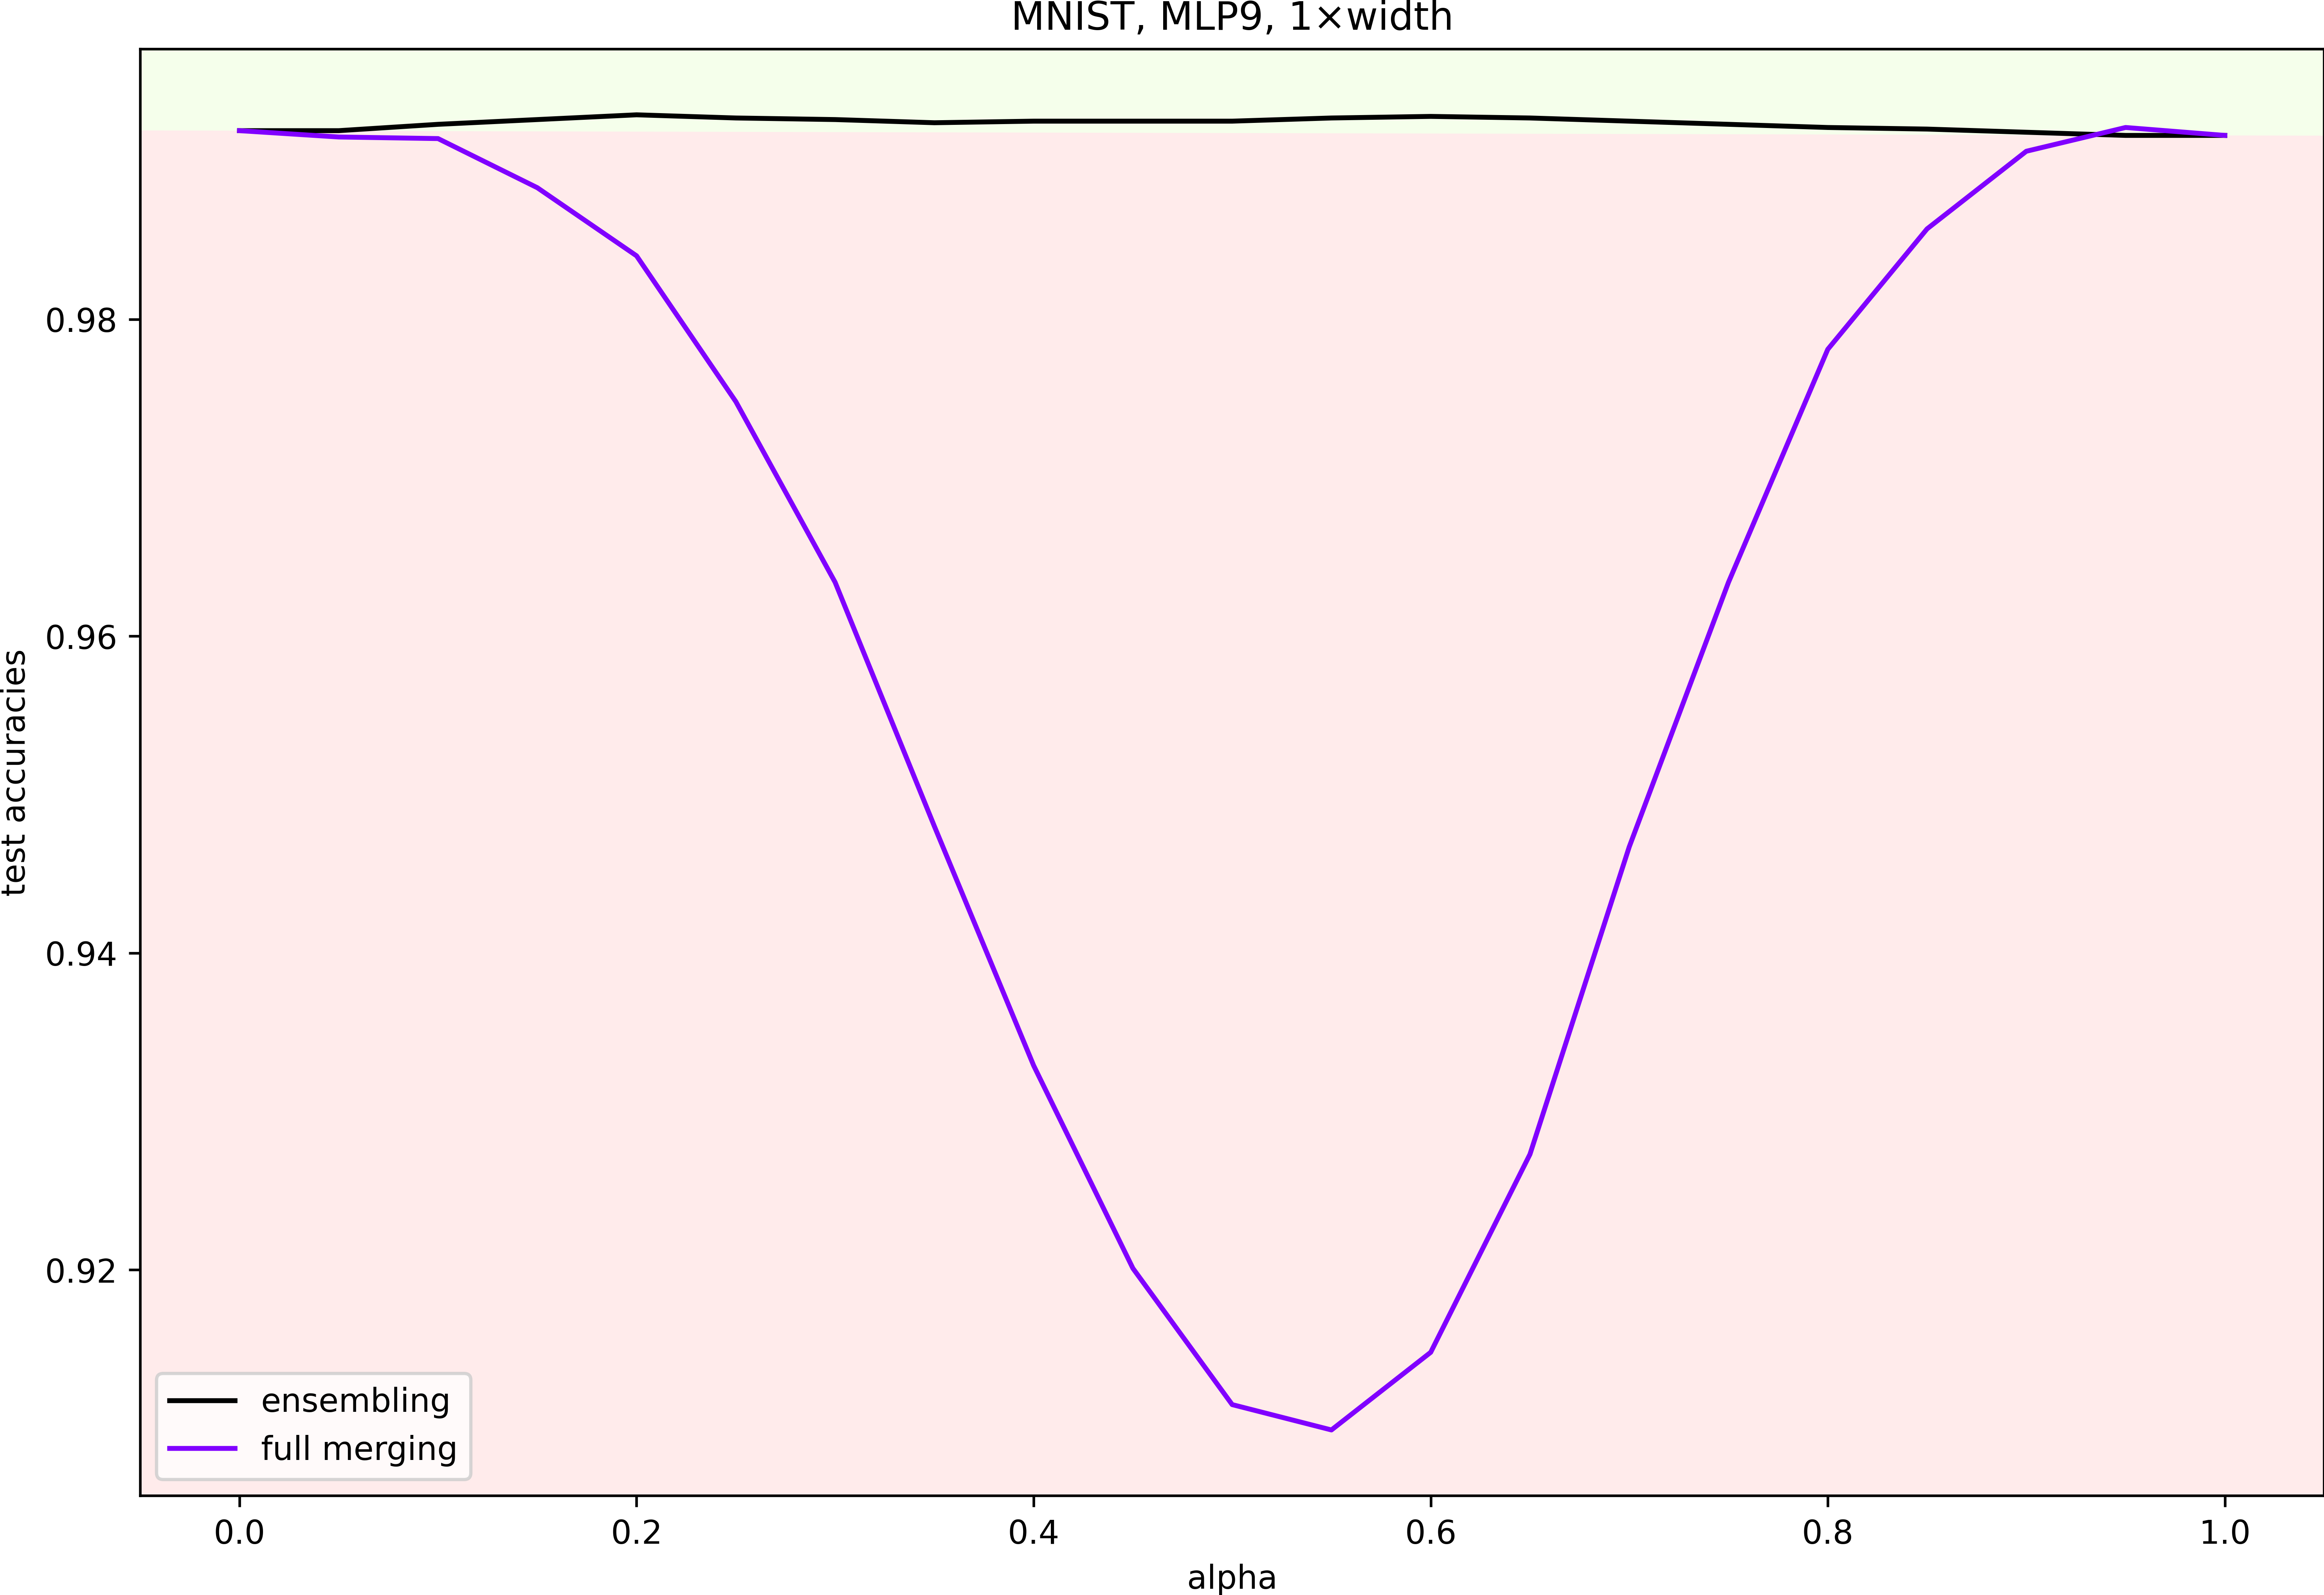 MNIST, MLP9, 1×width
test accuracies
0.98
0.96
0.94
0.92
ensembling
full merging
0.0 0.2 0.4 0.6 0.8 1.0
alpha